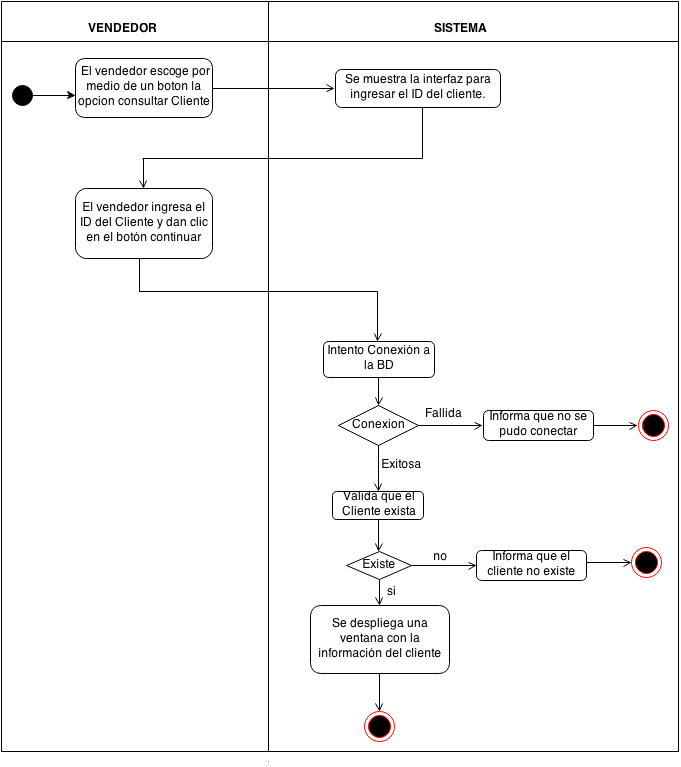 VENDEDOR
SISTEMA
El vendedor escoge por
medio de un boton la
opcion consultar Cliente
Se muestra la interfaz para
ingresar el ID del cliente.
El vendedor ingresa el
ID del Cliente y dan clic
en el botón continuar
Intento Conexión a
la BD
Conexion
Fallida
Informa que no se
pudo conectar
Exitosa
Valida que el
Cliente exista
Existe
no
Informa que el
cliente no existe
si
Se despliega una
ventana con la
información del cliente